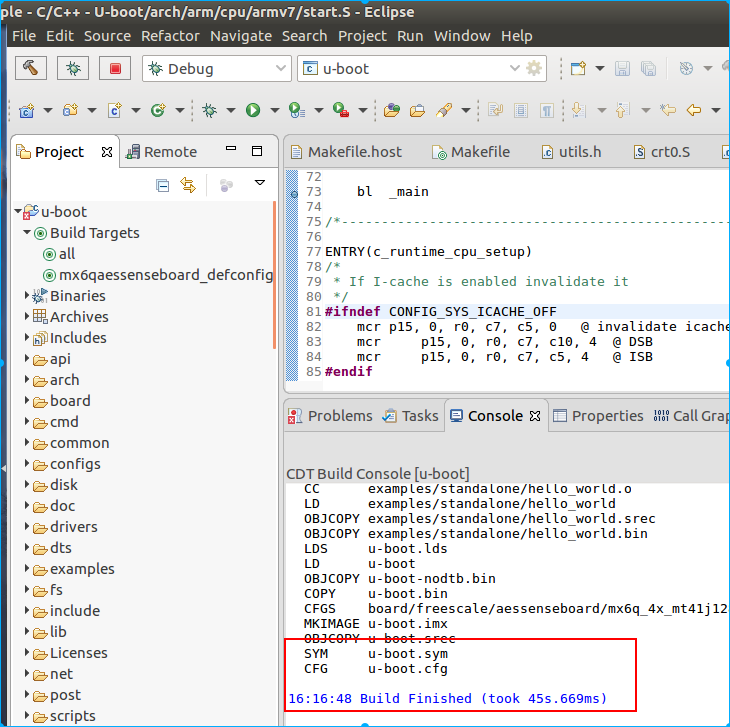 ple - C/C++ - U-boot/arch/arm/cpu/armv7/start.S - Eclipse
File Edit Source Refactor Navigate Search Project Run Window Help
Debug u-boot
Project Remote
u-boot
Build Targets
all
mx6qaessenseboard_defconfig
Binaries
Archives
Includes
api
arch
board
cmd
common
configs
disk
doc
drivers
dts
examples
fs
include
lib
Licenses
net
post
scripts
Makefile.host Makefile utils.h crt0.S
72
73     bl  _main
74
75 /*------------------------------------------------
76
77 ENTRY(c_runtime_cpu_setup)
78 /*
79  * If I-cache is enabled invalidate it
80  */
81 #ifndef CONFIG_SYS_ICACHE_OFF
82     mcr p15, 0, r0, c7, c5, 0   @ invalidate icache
83     mcr     p15, 0, r0, c7, c10, 4  @ DSB
84     mcr     p15, 0, r0, c7, c5, 4   @ ISB
85 #endif
Problems Tasks Console Properties Call Grap
CDT Build Console [u-boot]
CC      examples/standalone/hello_world.o
LD      examples/standalone/hello_world
OBJCOPY examples/standalone/hello_world.srec
OBJCOPY examples/standalone/hello_world.bin
LDS     u-boot.lds
LD      u-boot
OBJCOPY u-boot-nodtb.bin
COPY    u-boot.bin
CFGS    board/freescale/aessenseboard/mx6q_4x_mt41j128
MKIMAGE u-boot.imx
OBJCOPY u-boot.srec
SYM     u-boot.sym
CFG     u-boot.cfg
16:16:48 Build Finished (took 45s.669ms)